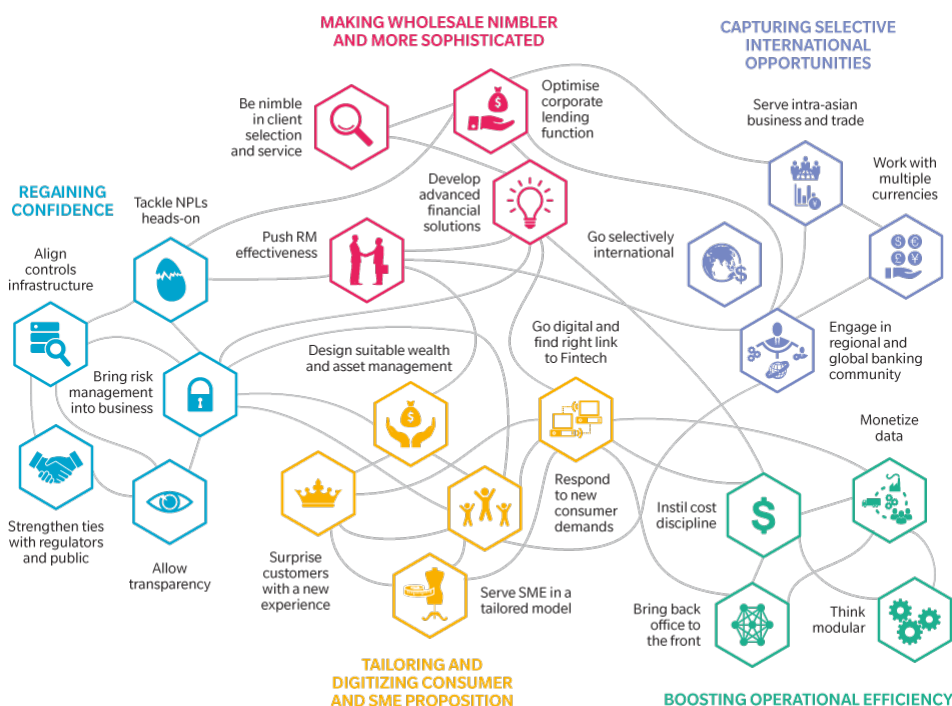 MAKING WHOLESALE NIMBLER
AND MORE SOPHISTICATED
CAPTURING SELECTIVE
INTERNATIONAL
OPPORTUNITIES
Be nimble
in client
selection
and service
Optimise
corporate
lending
function
Serve intra-asian
business and trade
Work with
multiple
currencies
REGAINING
CONFIDENCE
Tackle NPLs
heads-on
Develop
advanced
financial
solutions
Push RM
effectiveness
Go selectively
international
Align
controls
infrastructure
Design suitable wealth
and asset management
Go digital and
find right link
to Fintech
Engage in
regional and
global banking
community
Bring risk
management
into business
Monetize
data
Strengthen ties
with regulators
and public
Allow
transparency
Surprise
customers
with a new
experience
Respond to
new
consumer
demands
Serve SME in a
tailored model
Instil cost
discipline
Bring back
office to
the front
Think
modular
TAILORING AND
DIGITIZING CONSUMER
AND SME PROPOSITION
BOOSTING OPERATIONAL EFFICIENCY